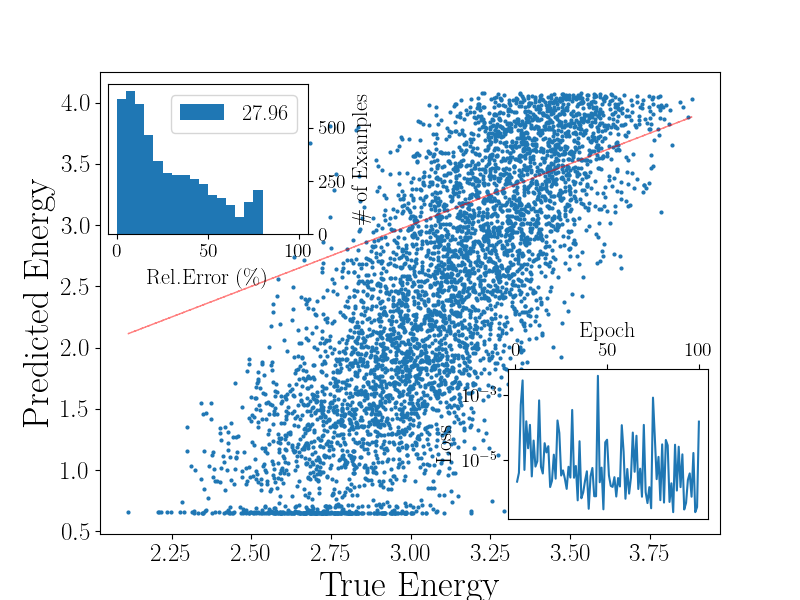 4.0
3.5
3.0
2.5
2.0
1.5
1.0
0.5
Predicted Energy
2.25 2.50 2.75 3.00 3.25 3.50 3.75
True Energy
27.96
500
250
0
# of Examples
0 50 100
Rel.Error (%)
Epoch
0 50 100
10⁻³
10⁻⁵
Loss